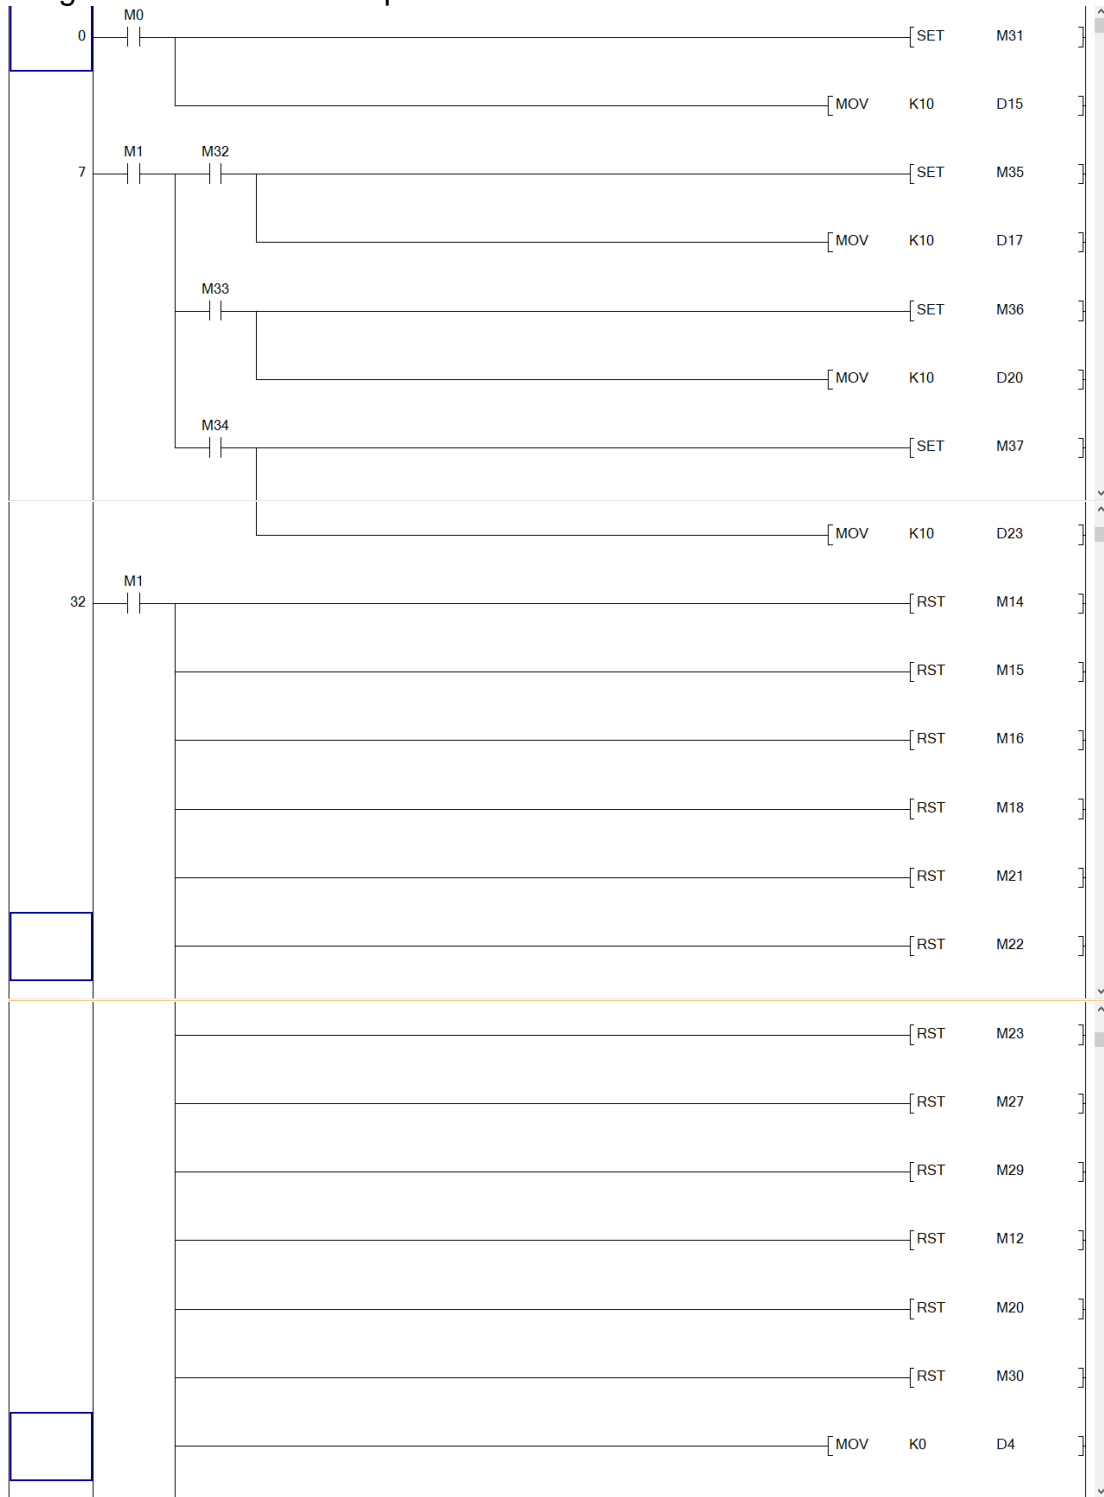 M0
0 SET M31
MOV K10 D15
M1 M32
7 SET M35
MOV K10 D17
M33
SET M36
MOV K10 D20
M34
SET M37
MOV K10 D23
M1
32 RST M14
RST M15
RST M16
RST M18
RST M21
RST M22
RST M23
RST M27
RST M29
RST M12
RST M20
RST M30
MOV K0 D4